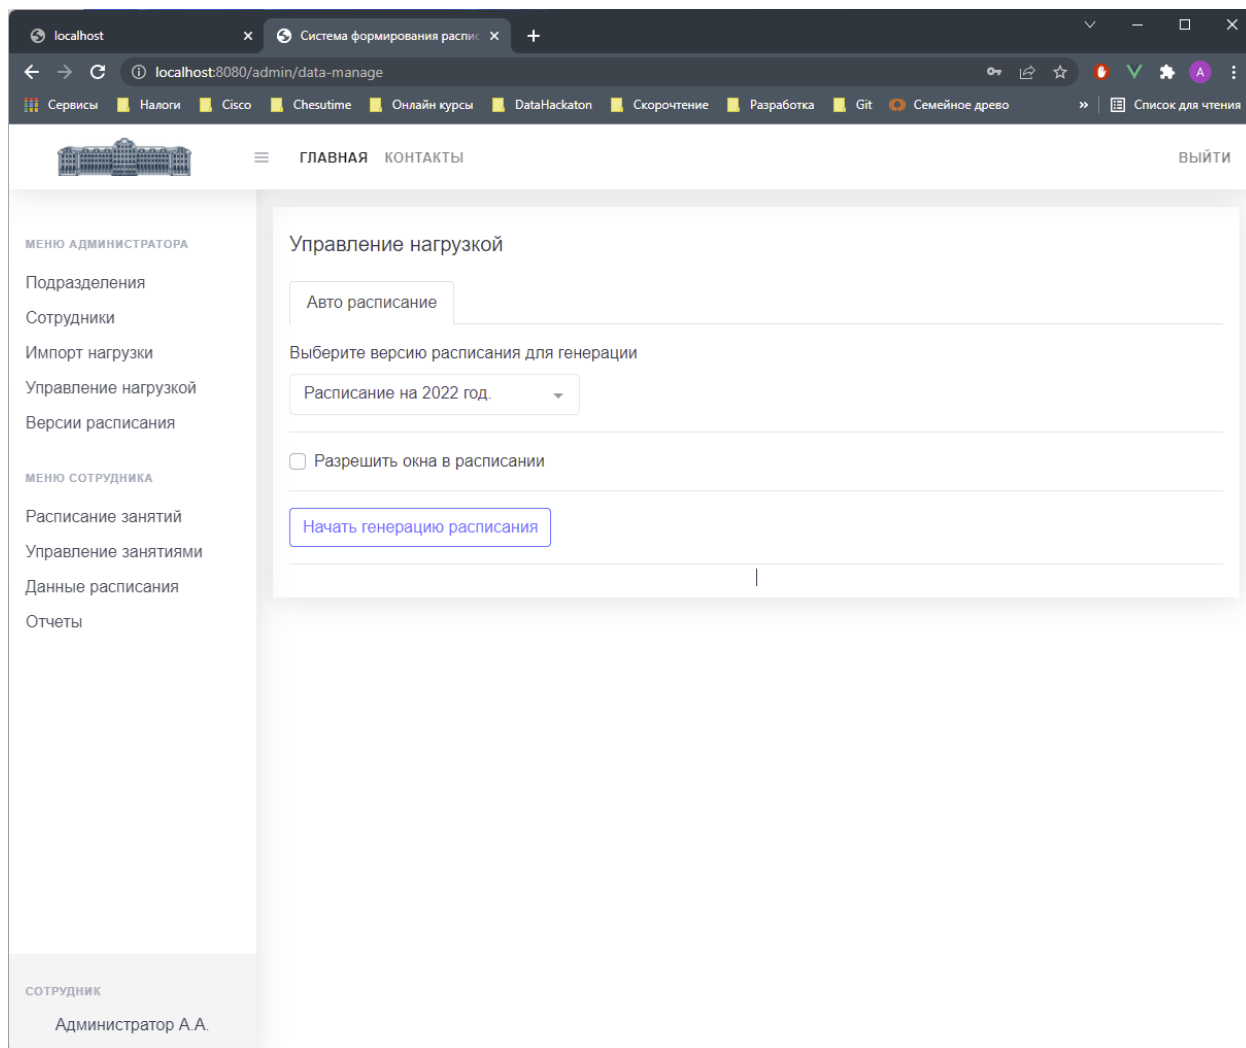 localhost
Система формирования распис
localhost:8080/admin/data-manage
A
Сервисы Налоги Cisco Chesutime Онлайн курсы DataHackaton Скорочтение Разработка Git Семейное древо » Список для чтения
ГЛАВНАЯ КОНТАКТЫ ВЫЙТИ
МЕНЮ АДМИНИСТРАТОРА
Подразделения
Сотрудники
Импорт нагрузки
Управление нагрузкой
Версии расписания
МЕНЮ СОТРУДНИКА
Расписание занятий
Управление занятиями
Данные расписания
Отчеты
Управление нагрузкой
Авто расписание
Выберите версию расписания для генерации
Расписание на 2022 год.
Разрешить окна в расписании
Начать генерацию расписания
СОТРУДНИК
Администратор А.А.